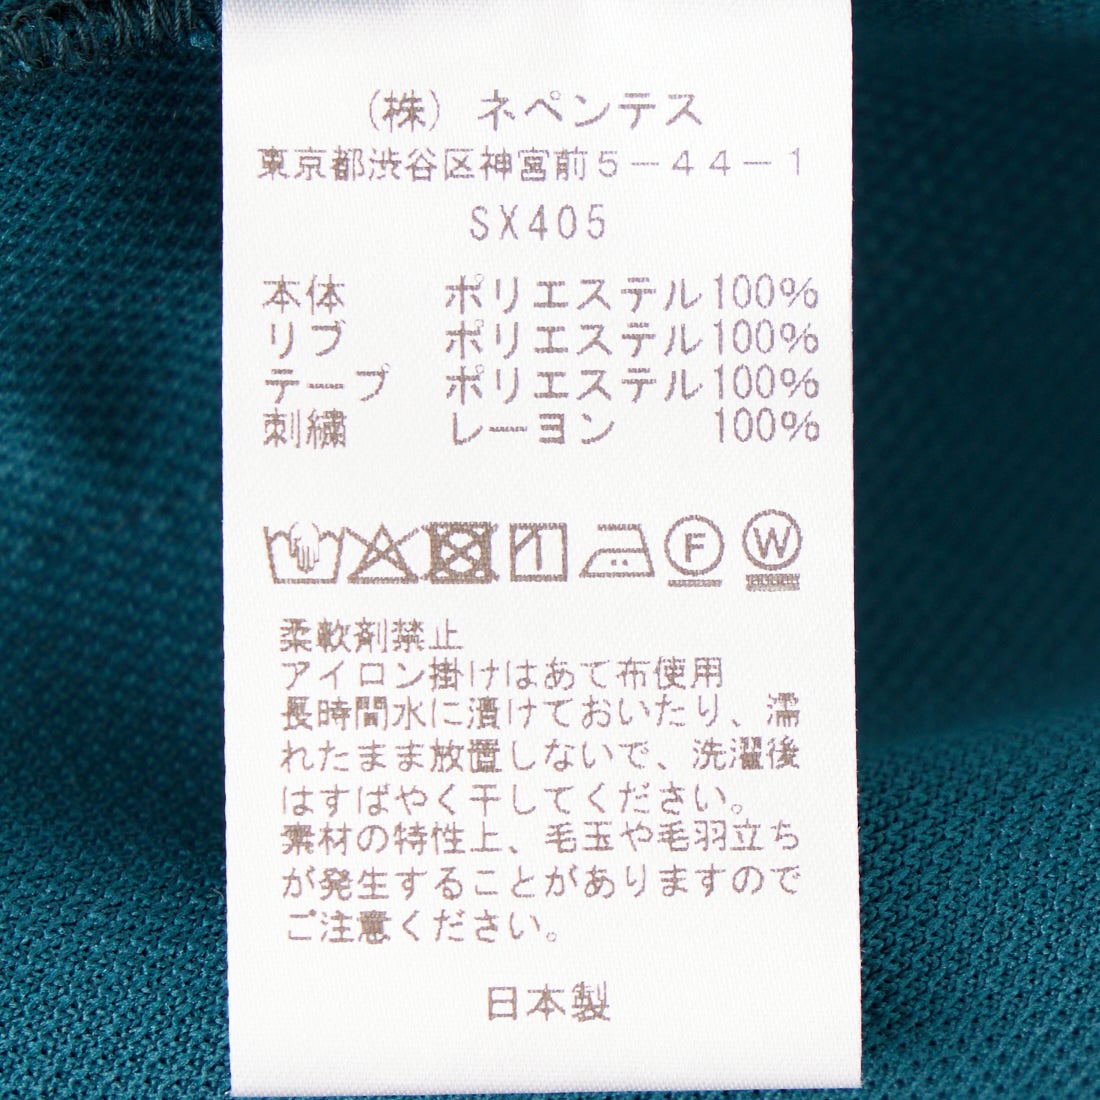 (株) ネペンテス
東京都渋谷区神宮前5-44-1
SX405
本体 ポリエステル100%
リブ ポリエステル100%
テープ ポリエステル100%
刺繍 レーヨン 100%
F W
柔軟剤禁止
アイロン掛けはあて布使用
長時間水に漬けておいたり、濡
れたまま放置しないで、洗濯後
はすばやく干してください。
素材の特性上、毛玉や毛羽立ち
が発生することがありますので
ご注意ください。
日本製